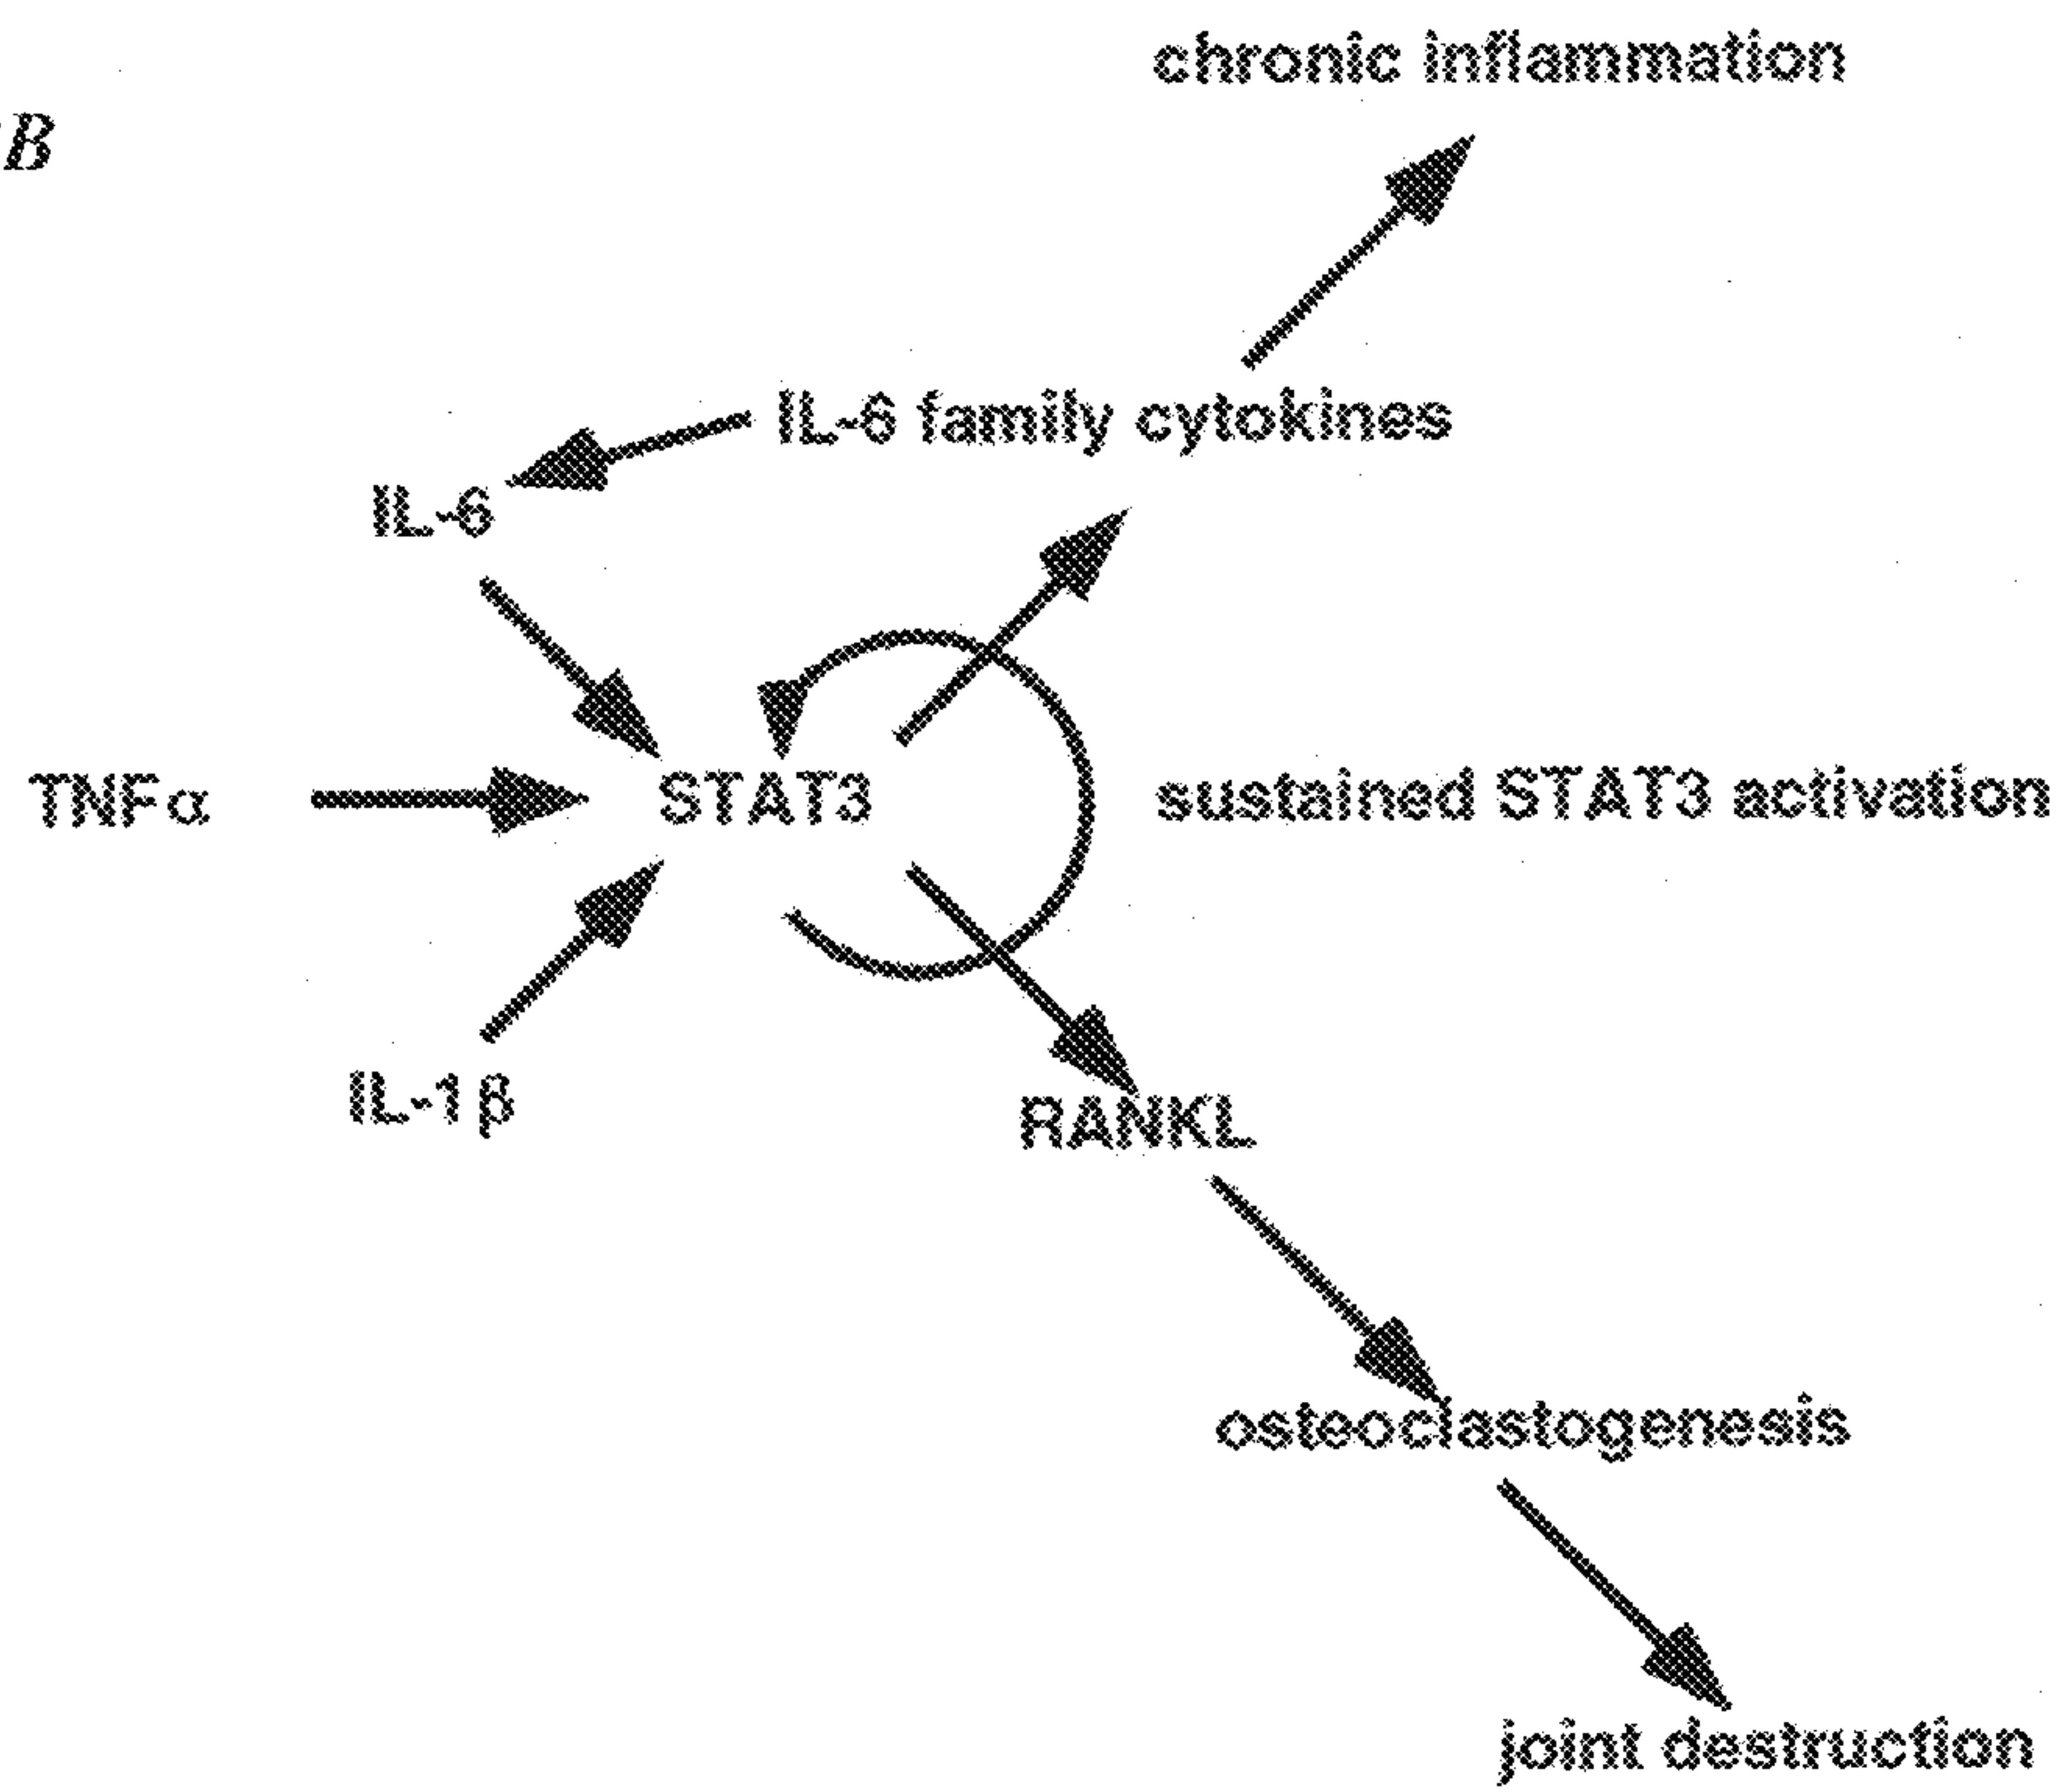 chronic inflammation
B
IL-6 family cytokines
IL-6
TNFα
STAT3
sustained STAT3 activation
IL-1β
RANKL
osteoclastogenesis
joint destruction